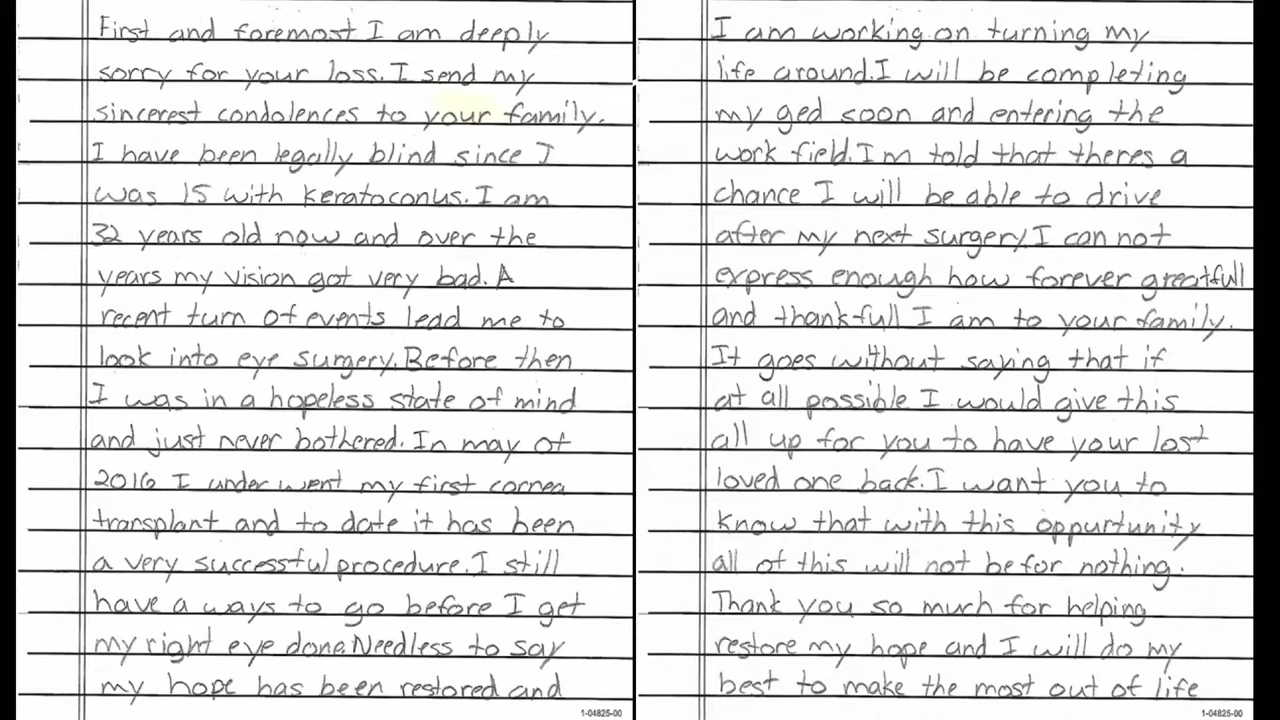 First and foremost I am deeply
sorry for your loss. I send my
sincerest condolences to your family.
I have been legally blind since I
was 15 with keratoconus. I am
32 years old now and over the
years my vision got very bad. A
recent turn of events lead me to
look into eye surgery. Before then
I was in a hopeless state of mind
and just never bothered. In may of
2016 I under went my first cornea
transplant and to date it has been
a very successful procedure. I still
have a ways to go before I get
my right eye done. Needless to say
my hope has been restored and
1-04825-00
I am working on turning my
life around. I will be completing
my ged soon and entering the
work field. Im told that theres a
chance I will be able to drive
after my next surgery. I can not
express enough how forever greatfull
and thankfull I am to your family.
It goes without saying that if
at all possible I would give this
all up for you to have your lost
loved one back. I want you to
know that with this oppurtunity
all of this will not be for nothing.
Thank you so much for helping
restore my hope and I will do my
best to make the most out of life
1-04825-00